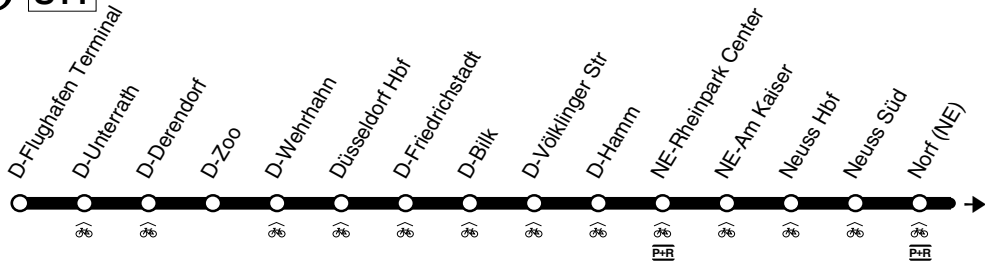 D-Flughafen Terminal
D-Unterrath
D-Derendorf
D-Zoo
D-Wehrhahn
Düsseldorf Hbf
D-Friedrichstadt
D-Bilk
D-Völklinger Str
D-Hamm
NE-Rheinpark Center
NE-Am Kaiser
Neuss Hbf
Neuss Süd
Norf (NE)
P+R
P+R